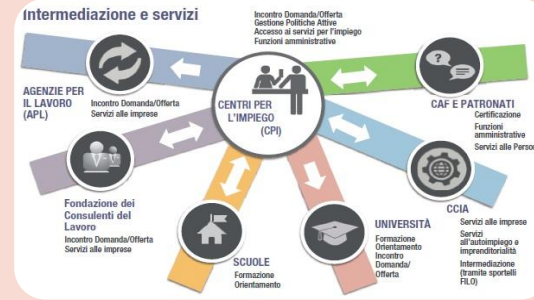 Intermediazione e servizi
Incontro Domanda/Offerta
Gestione Politiche Attive
Accesso ai servizi per l'impiego
Funzioni amministrative
AGENZIE PER
IL LAVORO
(APL)
Incontro Domanda/Offerta
Servizi alle imprese
CENTRI PER
L'IMPIEGO
(CPI)
CAF E PATRONATI
Certificazione
Funzioni
amministrative
Servizi alle Person
Fondazione dei
Consulenti del
Lavoro
Incontro Domanda/Offerta
Servizi alle imprese
SCUOLE
Formazione
Orientamento
UNIVERSITÀ
Formazione
Orientamento
Incontro
Domanda/
Offerta
CCIA
Servizi alle imprese
Servizi
all'autoimpiego e
imprenditorialità
Intermediazione
(tramite sportelli
FILO)